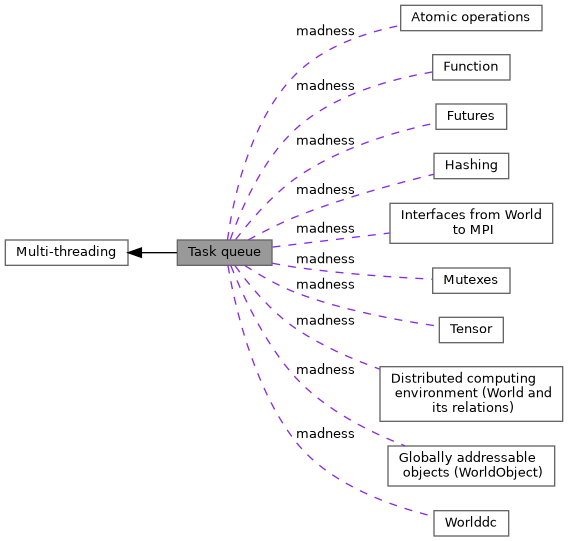 Atomic operations
madness
Function
madness
Futures
madness
Hashing
madness
Interfaces from World
to MPI
madness
Multi-threading
Task queue
madness
Mutexes
madness
Tensor
madness
Distributed computing
environment (World and
its relations)
madness
Globally addressable
objects (WorldObject)
madness
Worlddc